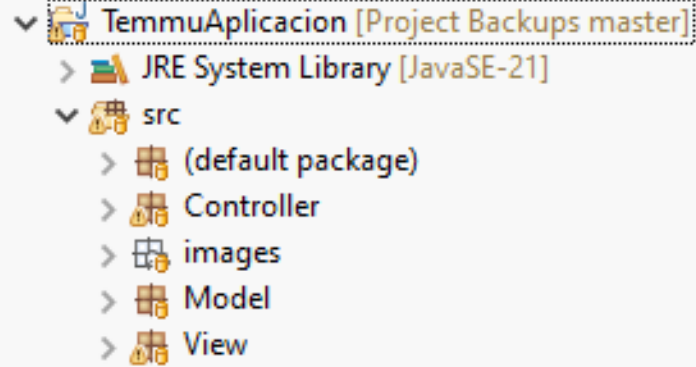 TemmuAplicacion [Project Backups master]
JRE System Library [JavaSE-21]
src
(default package)
Controller
images
Model
View